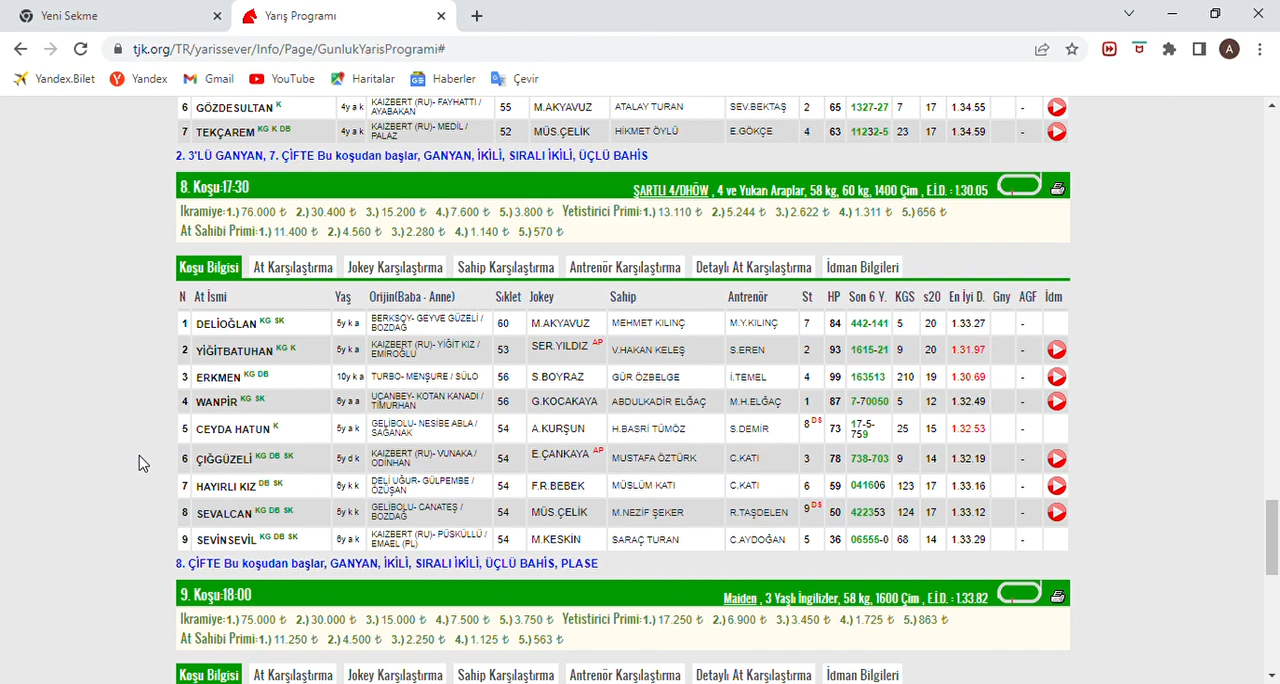 Yeni Sekme
Yarış Programı
tjk.org/TR/yarissever/Info/Page/GunlukYarisProgrami#
A
Yandex.Bilet Yandex Gmail YouTube Haritalar Haberler Çevir
6 GÖZDESULTAN K 4y a k KAIZBERT (RU)- FAYHATTI / AYABAKAN 55 M.AKYAVUZ ATALAY TURAN SEV.BEKTAŞ 2 65 1327-27 7 17 1.34.55 -
7 TEKÇAREM KG K DB 4y a k KAIZBERT (RU)- MEDİL / PALAZ 52 MÜS.ÇELİK HİKMET ÖYLÜ E.GÖKÇE 4 63 11232-5 23 17 1.34.59 -
2. 3'LÜ GANYAN, 7. ÇİFTE Bu koşudan başlar, GANYAN, İKİLİ, SIRALI İKİLİ, ÜÇLÜ BAHİS
8. Koşu:17:30 ŞARTLI 4/DHÖW , 4 ve Yukarı Araplar, 58 kg, 60 kg, 1400 Çim , E.İ.D. : 1.30.05
İkramiye:1.) 76.000 ₺ 2.) 30.400 ₺ 3.) 15.200 ₺ 4.) 7.600 ₺ 5.) 3.800 ₺ Yetistirici Primi:1.) 13.110 ₺ 2.) 5.244 ₺ 3.) 2.622 ₺ 4.) 1.311 ₺ 5.) 656 ₺
At Sahibi Primi:1.) 11.400 ₺ 2.) 4.560 ₺ 3.) 2.280 ₺ 4.) 1.140 ₺ 5.) 570 ₺
Koşu Bilgisi At Karşılaştırma Jokey Karşılaştırma Sahip Karşılaştırma Antrenör Karşılaştırma Detaylı At Karşılaştırma İdman Bilgileri
N At İsmi Yaş Orijin(Baba - Anne) Sıklet Jokey Sahip Antrenör St HP Son 6 Y. KGS s20 En İyi D. Gny AGF İdm
1 DELİOĞLAN KG SK 5y k a BERKSOY- GEYVE GÜZELİ / BOZDAĞ 60 M.AKYAVUZ MEHMET KILINÇ M.Y.KILINÇ 7 84 442-141 5 20 1.33.27 -
2 YİĞİTBATUHAN KG K 5y k a KAIZBERT (RU)- YİĞİT KIZ / EMİROĞLU 53 SER.YILDIZ AP V.HAKAN KELEŞ S.EREN 2 93 1615-21 9 20 1.31.97 -
3 ERKMEN KG DB 10y k a TURBO- MENŞURE / SÜLO 56 S.BOYRAZ GÜR ÖZBELGE İ.TEMEL 4 99 163513 210 19 1.30.69 -
4 WANPİR KG SK 6y a a UÇANBEY- KOTAN KANADI / TİMURHAN 56 G.KOCAKAYA ABDULKADİR ELĞAÇ M.H.ELĞAÇ 1 87 7-70050 5 12 1.32.49 -
5 CEYDA HATUN K 5y a k GELİBOLU- NESİBE ABLA / SAĞANAK 54 A.KURŞUN H.BASRİ TÜMÖZ S.DEMİR 8 DS 73 17-5-759 25 15 1.32.53 -
6 ÇIĞGÜZELİ KG DB SK 5y d k KAIZBERT (RU)- VUNAKA / ODİNHAN 54 E.ÇANKAYA AP MUSTAFA ÖZTÜRK C.KATI 3 78 738-703 9 14 1.32.19 -
7 HAYIRLI KIZ DB SK 6y k k DELİ UĞUR- GÜLPEMBE / ÖZÜŞAN 54 F.R.BEBEK MÜSLÜM KATI C.KATI 6 59 041606 123 17 1.33.16 -
8 SEVALCAN KG DB SK 5y k k GELİBOLU- CANATEŞ / BOZDAĞ 54 MÜS.ÇELİK M.NEZİF ŞEKER R.TAŞDELEN 9 DS 50 422353 124 17 1.33.12 -
9 SEVİNSEVİL KG DB SK 6y a k KAIZBERT (RU)- PÜSKÜLLÜ / EMAEL (PL) 54 M.KESKİN SARAÇ TURAN C.AYDOĞAN 5 36 06555-0 68 14 1.33.29 -
8. ÇİFTE Bu koşudan başlar, GANYAN, İKİLİ, SIRALI İKİLİ, ÜÇLÜ BAHİS, PLASE
9. Koşu:18:00 Maiden , 3 Yaşlı İngilizler, 58 kg, 1600 Çim , E.İ.D. : 1.33.82
İkramiye:1.) 75.000 ₺ 2.) 30.000 ₺ 3.) 15.000 ₺ 4.) 7.500 ₺ 5.) 3.750 ₺ Yetistirici Primi:1.) 17.250 ₺ 2.) 6.900 ₺ 3.) 3.450 ₺ 4.) 1.725 ₺ 5.) 863 ₺
At Sahibi Primi:1.) 11.250 ₺ 2.) 4.500 ₺ 3.) 2.250 ₺ 4.) 1.125 ₺ 5.) 563 ₺
Koşu Bilgisi At Karşılaştırma Jokey Karşılaştırma Sahip Karşılaştırma Antrenör Karşılaştırma Detaylı At Karşılaştırma İdman Bilgileri